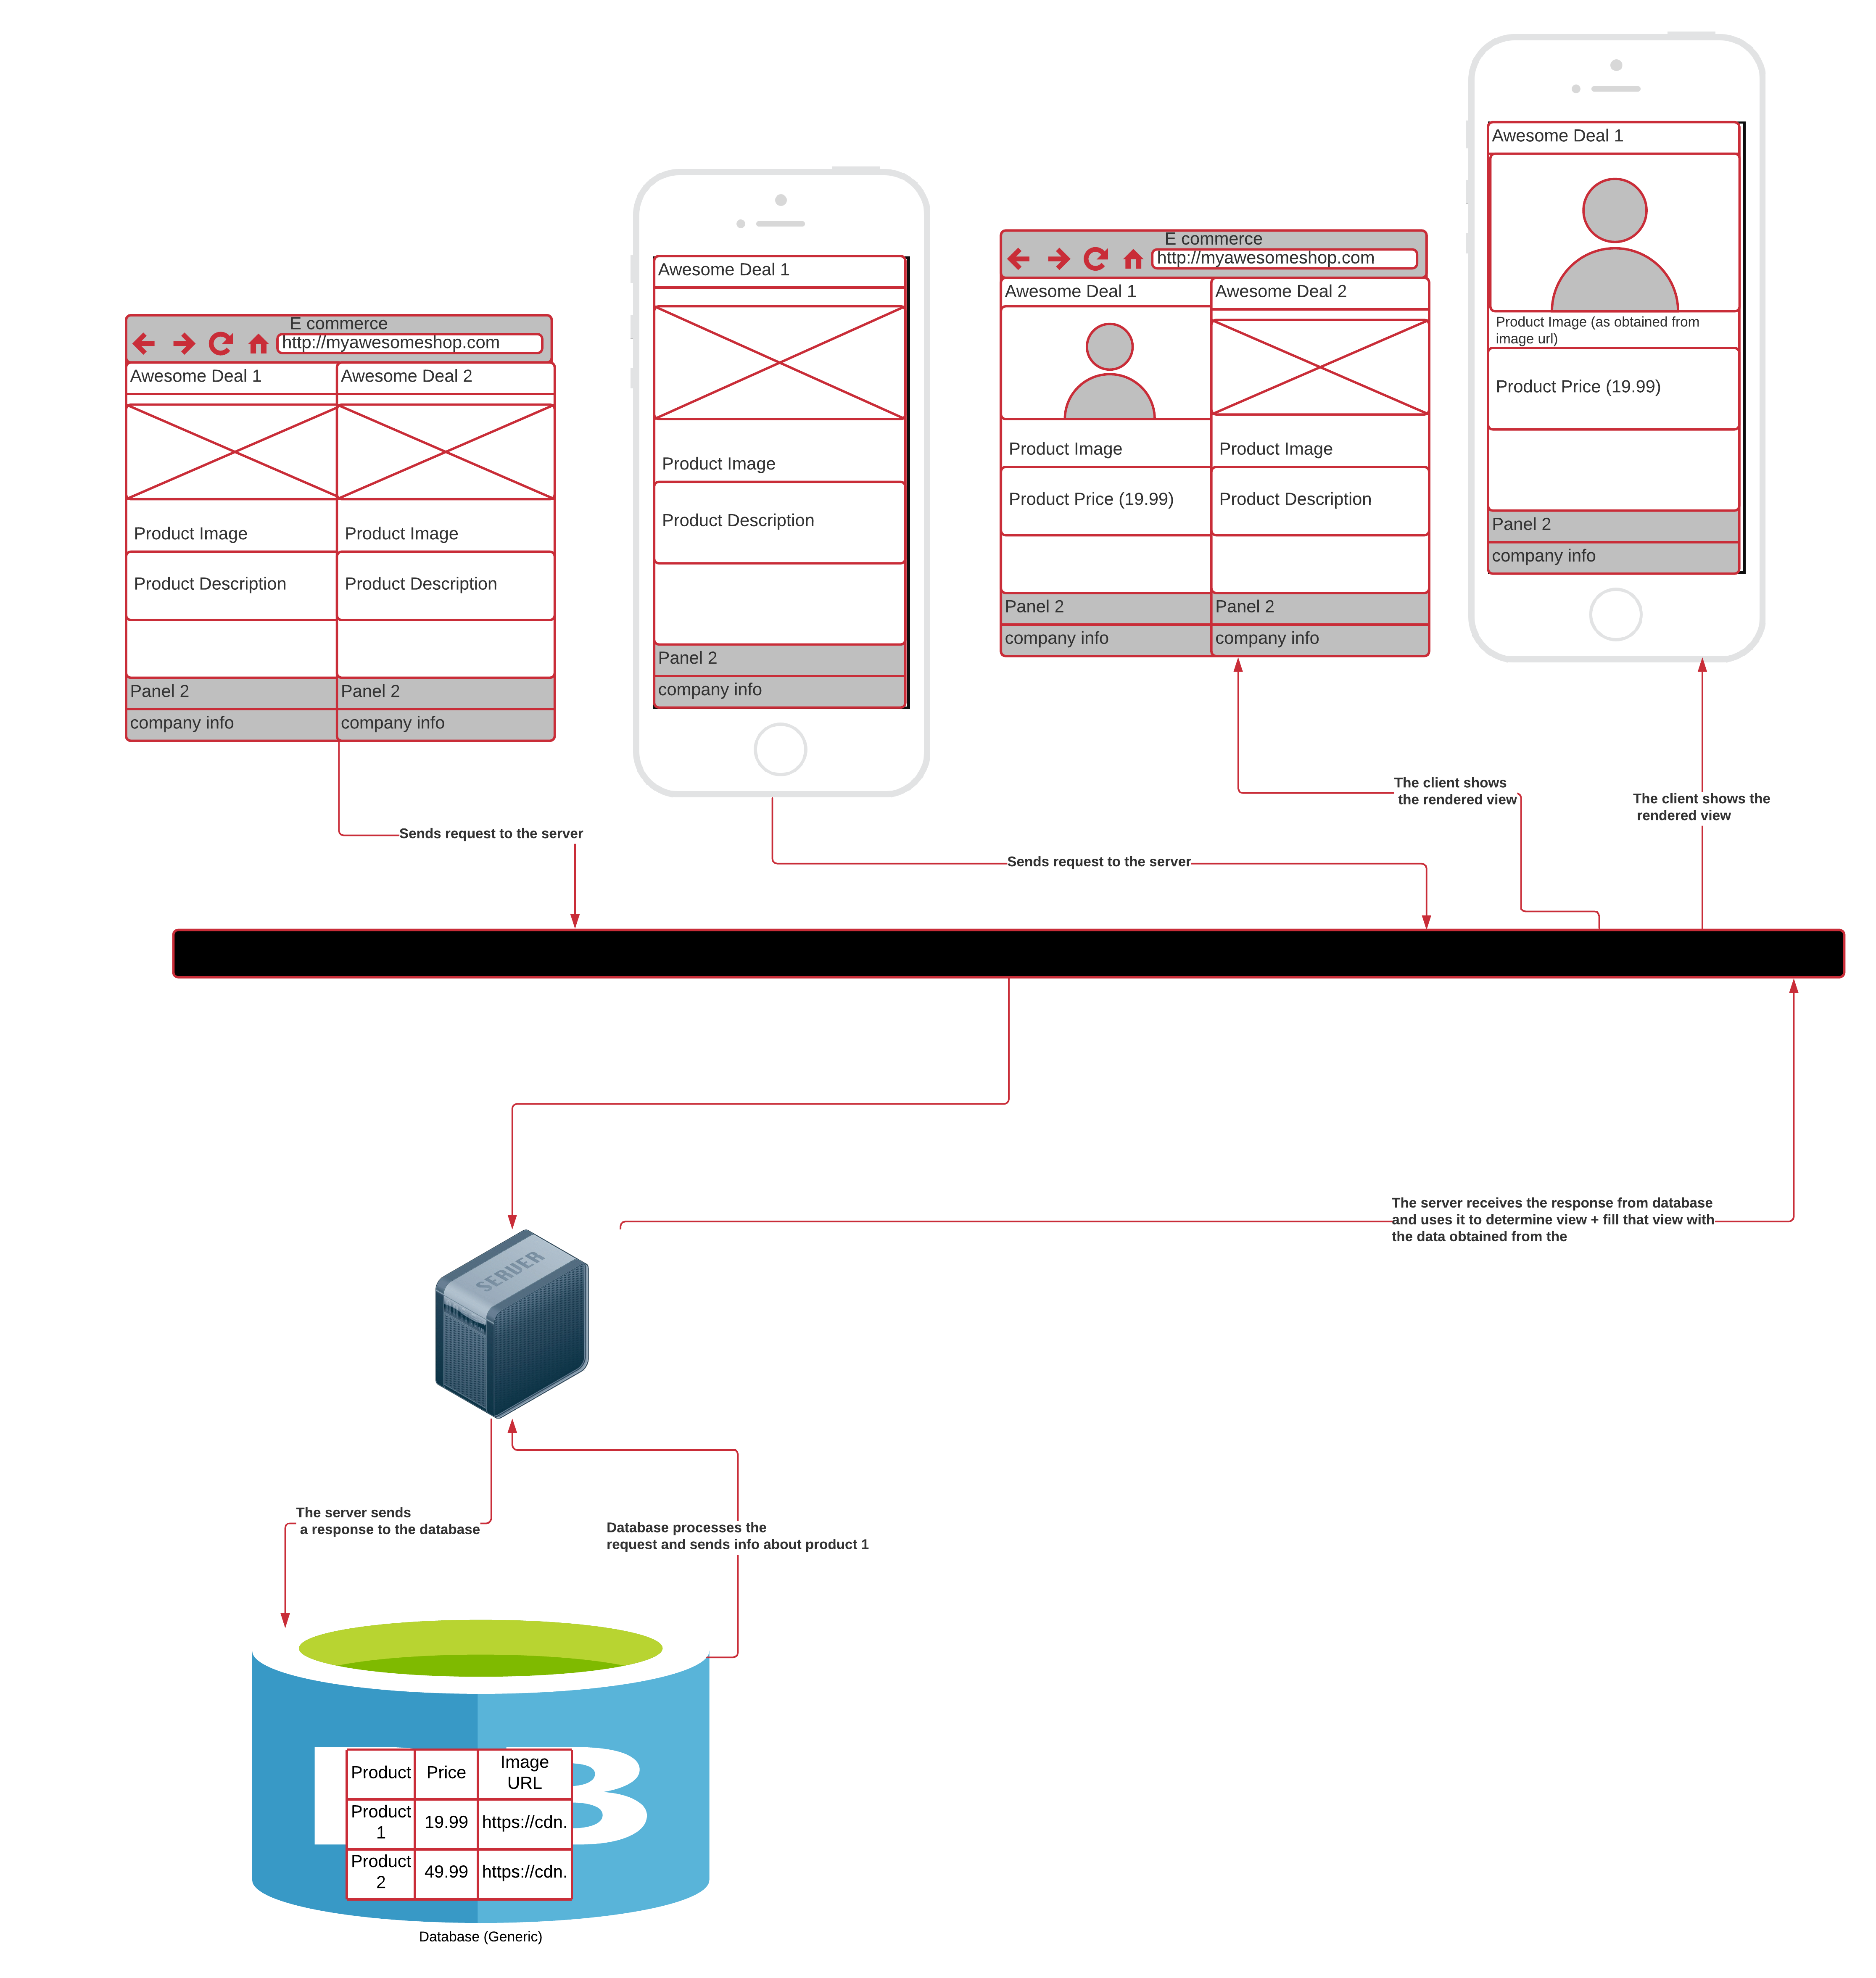 E commerce
http://myawesomeshop.com
Awesome Deal 1
Product Image
Product Description
Panel 2
company info
Awesome Deal 2
Product Image
Product Description
Panel 2
company info
Awesome Deal 1
Product Image
Product Description
Panel 2
company info
E commerce
http://myawesomeshop.com
Awesome Deal 1
Product Image
Product Price (19.99)
Panel 2
company info
Awesome Deal 2
Product Image
Product Description
Panel 2
company info
Awesome Deal 1
Product Image (as obtained from
image url)
Product Price (19.99)
Panel 2
company info
Sends request to the server
Sends request to the server
The client shows
the rendered view
The client shows the
rendered view
The server receives the response from database
and uses it to determine view + fill that view with
the data obtained from the
SERVER
The server sends
a response to the database
Database processes the
request and sends info about product 1
Product
Price
Image
URL
Product
1
19.99
https://cdn.
Product
2
49.99
https://cdn.
Database (Generic)